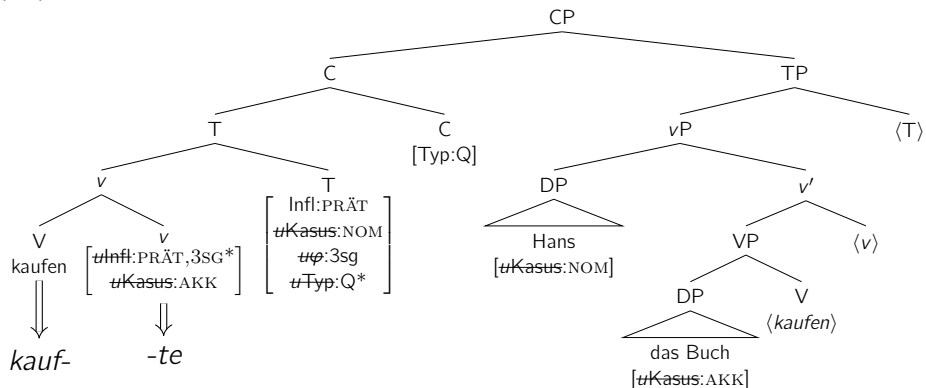 CP
C TP
T C vP ⟨T⟩
[Typ:Q]
v T DP v′
V v Infl:PRÄT Hans VP ⟨v⟩
kaufen uInfl:PRÄT,3SG* uKasus:NOM [uKasus:NOM]
uKasus:AKK uφ:3sg DP V
uTyp:Q* ⟨kaufen⟩
kauf- -te das Buch
[uKasus:AKK]